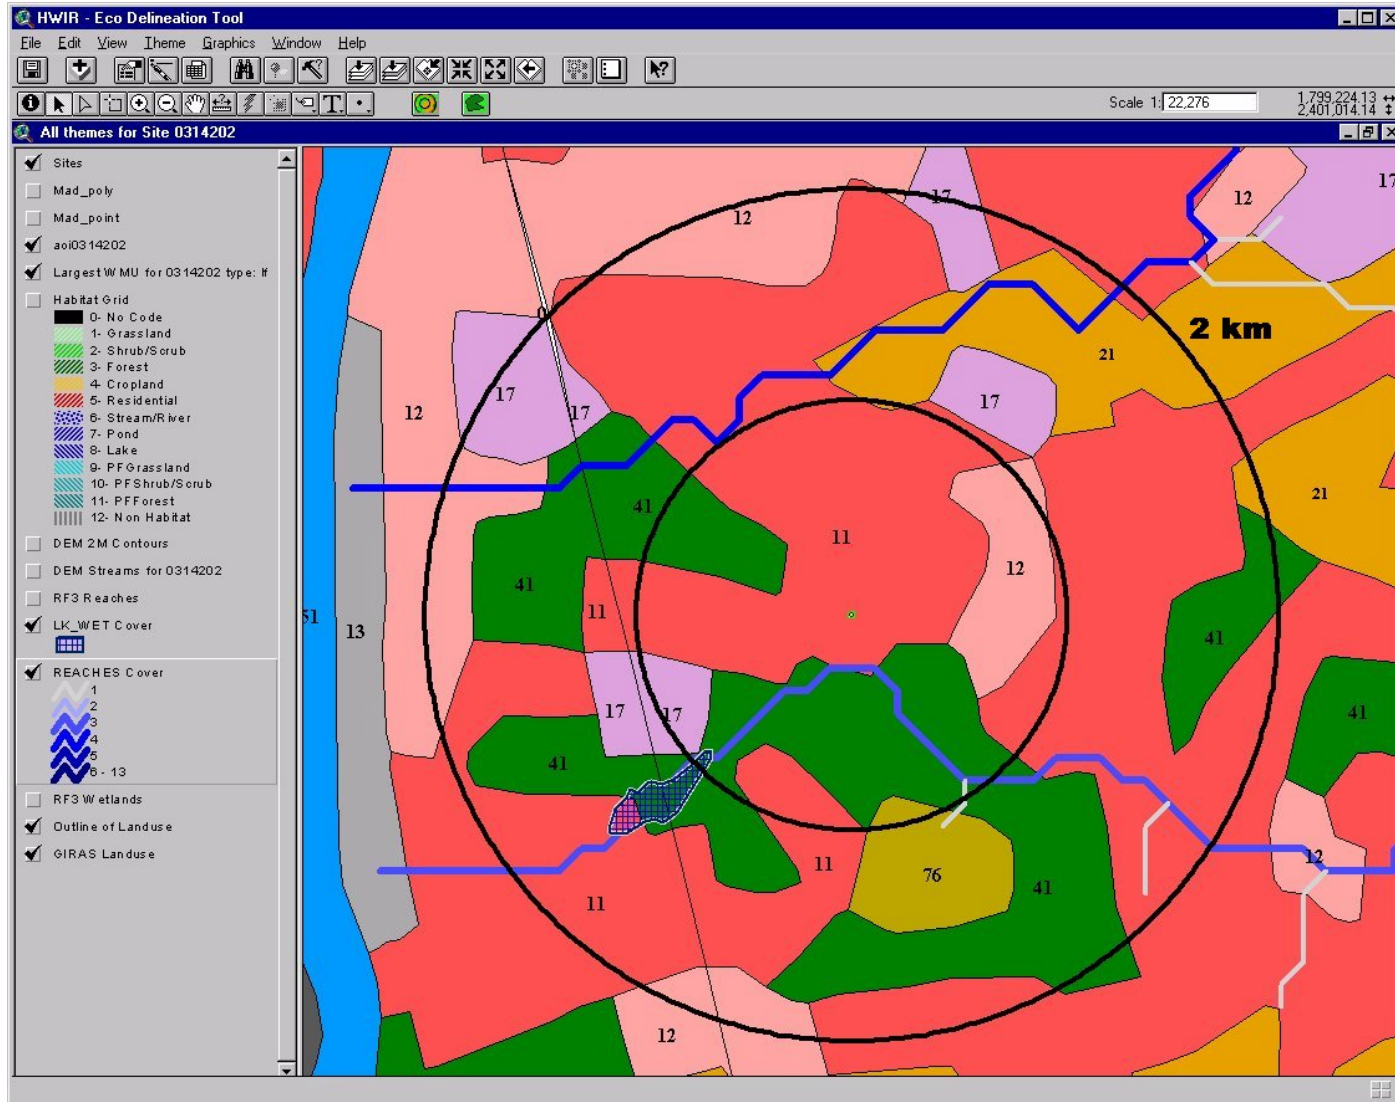 HWIR - Eco Delineation Tool
File Edit View Theme Graphics Window Help
Scale 1: 22,276
1,799,224.13
2,401,014.14
All themes for Site 0314202
Sites
Mad_poly
Mad_point
aoi0314202
Largest WMU for 0314202 type: lf
Habitat Grid
0- No Code
1- Grassland
2- Shrub/Scrub
3- Forest
4- Cropland
5- Residential
6- Stream/River
7- Pond
8- Lake
9- PFGrassland
10- PFShrub/Scrub
11- PFForest
12- Non Habitat
DEM 2M Contours
DEM Streams for 0314202
RF3 Reaches
LK_WET Cover
REACHES Cover
1
2
3
4
5
6 - 13
RF3 Wetlands
Outline of Landuse
GIRAS Landuse
17
12
17
12
0
2 km
21
12
17
17
17
21
41
11
12
41
11
51
13
41
17
17
41
41
12
11
76
41
11
12